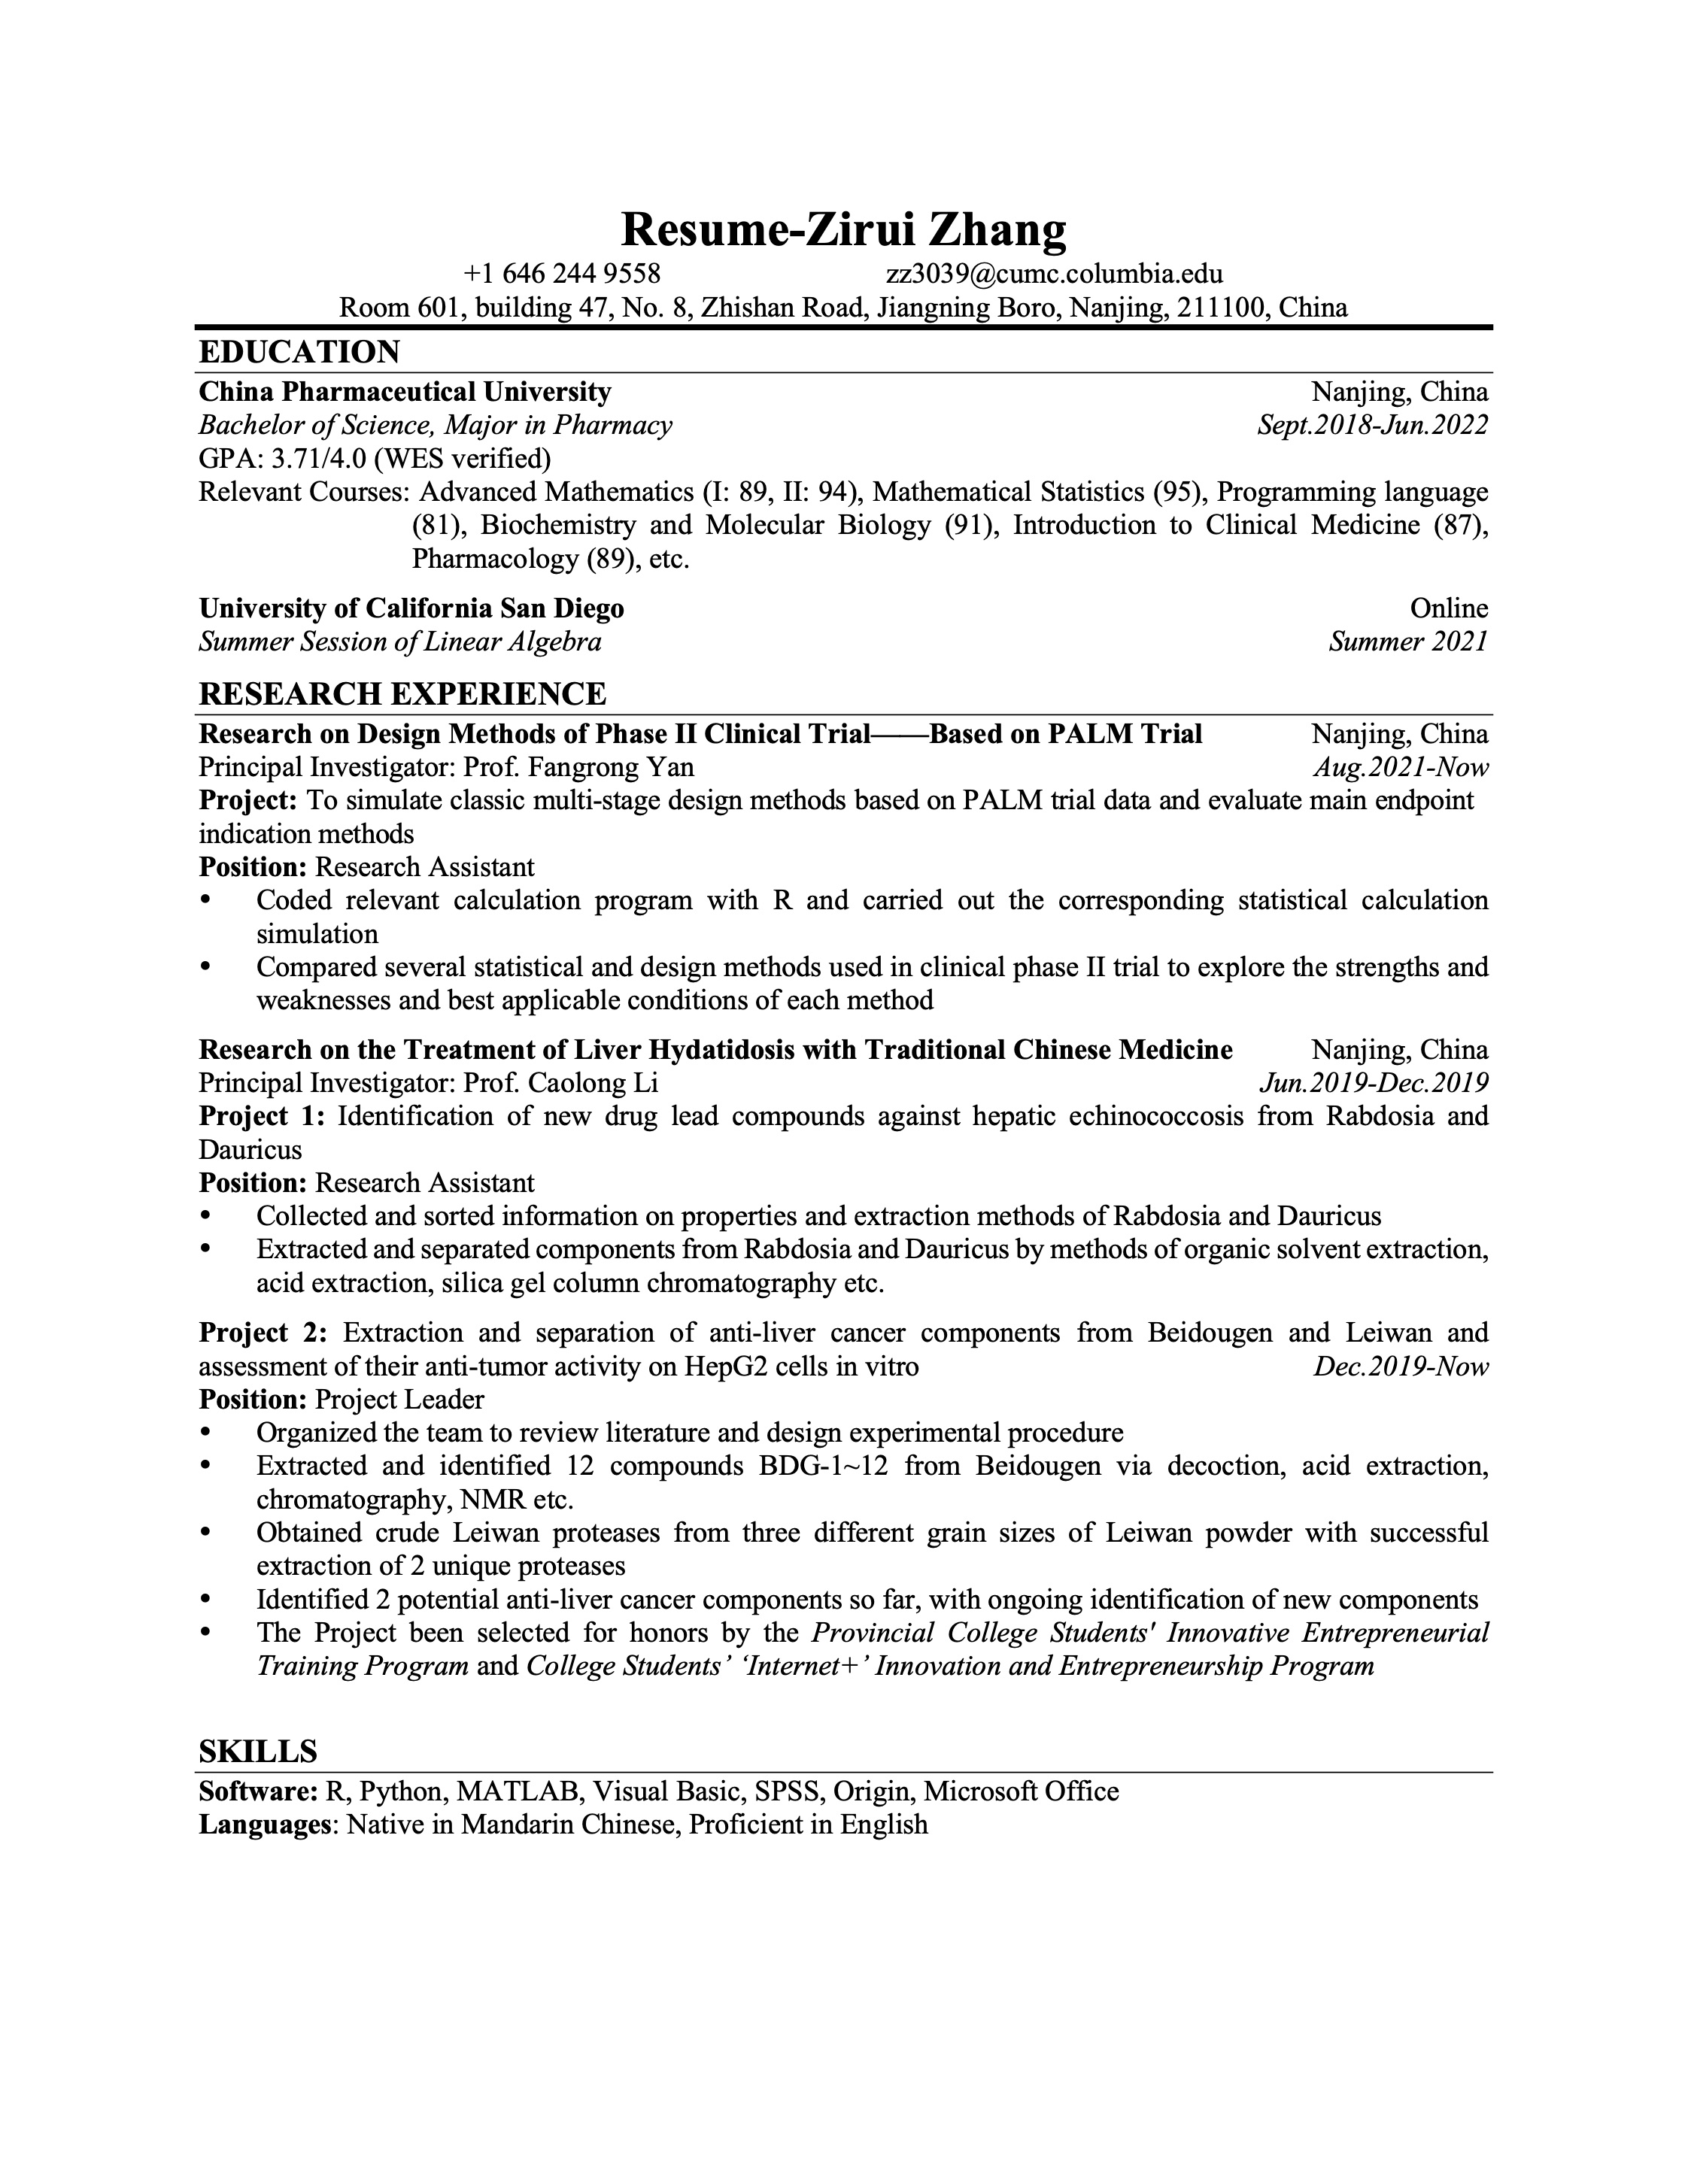 Resume-Zirui Zhang
+1 646 244 9558 zz3039@cumc.columbia.edu
Room 601, building 47, No. 8, Zhishan Road, Jiangning Boro, Nanjing, 211100, China
EDUCATION
China Pharmaceutical University Nanjing, China
Bachelor of Science, Major in Pharmacy Sept.2018-Jun.2022
GPA: 3.71/4.0 (WES verified)
Relevant Courses: Advanced Mathematics (I: 89, II: 94), Mathematical Statistics (95), Programming language
(81), Biochemistry and Molecular Biology (91), Introduction to Clinical Medicine (87),
Pharmacology (89), etc.
University of California San Diego Online
Summer Session of Linear Algebra Summer 2021
RESEARCH EXPERIENCE
Research on Design Methods of Phase II Clinical Trial——Based on PALM Trial Nanjing, China
Principal Investigator: Prof. Fangrong Yan Aug.2021-Now
Project: To simulate classic multi-stage design methods based on PALM trial data and evaluate main endpoint
indication methods
Position: Research Assistant
• Coded relevant calculation program with R and carried out the corresponding statistical calculation
simulation
• Compared several statistical and design methods used in clinical phase II trial to explore the strengths and
weaknesses and best applicable conditions of each method
Research on the Treatment of Liver Hydatidosis with Traditional Chinese Medicine Nanjing, China
Principal Investigator: Prof. Caolong Li Jun.2019-Dec.2019
Project 1: Identification of new drug lead compounds against hepatic echinococcosis from Rabdosia and
Dauricus
Position: Research Assistant
• Collected and sorted information on properties and extraction methods of Rabdosia and Dauricus
• Extracted and separated components from Rabdosia and Dauricus by methods of organic solvent extraction,
acid extraction, silica gel column chromatography etc.
Project 2: Extraction and separation of anti-liver cancer components from Beidougen and Leiwan and
assessment of their anti-tumor activity on HepG2 cells in vitro Dec.2019-Now
Position: Project Leader
• Organized the team to review literature and design experimental procedure
• Extracted and identified 12 compounds BDG-1~12 from Beidougen via decoction, acid extraction,
chromatography, NMR etc.
• Obtained crude Leiwan proteases from three different grain sizes of Leiwan powder with successful
extraction of 2 unique proteases
• Identified 2 potential anti-liver cancer components so far, with ongoing identification of new components
• The Project been selected for honors by the Provincial College Students' Innovative Entrepreneurial
Training Program and College Students’ ‘Internet+’ Innovation and Entrepreneurship Program
SKILLS
Software: R, Python, MATLAB, Visual Basic, SPSS, Origin, Microsoft Office
Languages: Native in Mandarin Chinese, Proficient in English